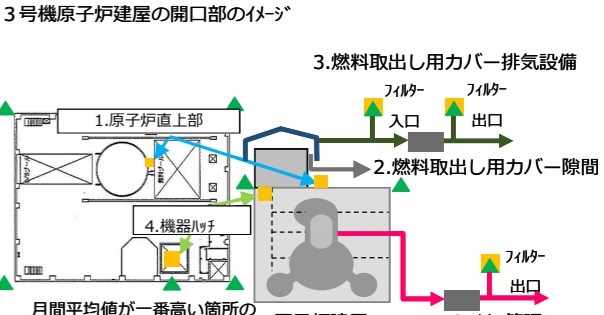 ３号機原子炉建屋の開口部のｲﾒｰｼﾞ
3.燃料取出し用カバー排気設備
ﾌｨﾙﾀｰ
ﾌｨﾙﾀｰ
1.原子炉直上部
入口
出口
2.燃料取出し用カバー隙間
4.機器ﾊｯﾁ
ﾌｨﾙﾀｰ
出口
月間平均値が一番高い箇所の